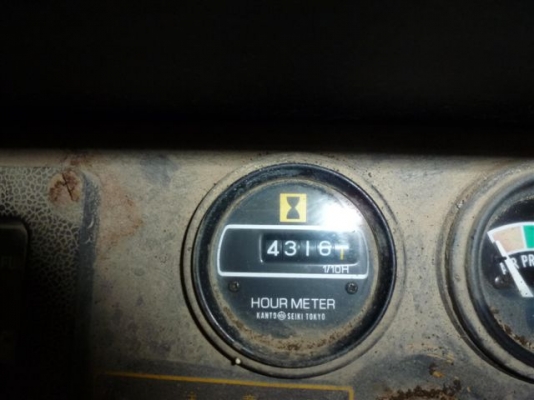 4316
1/10H
HOUR METER
KANTO SEIKI TOKYO